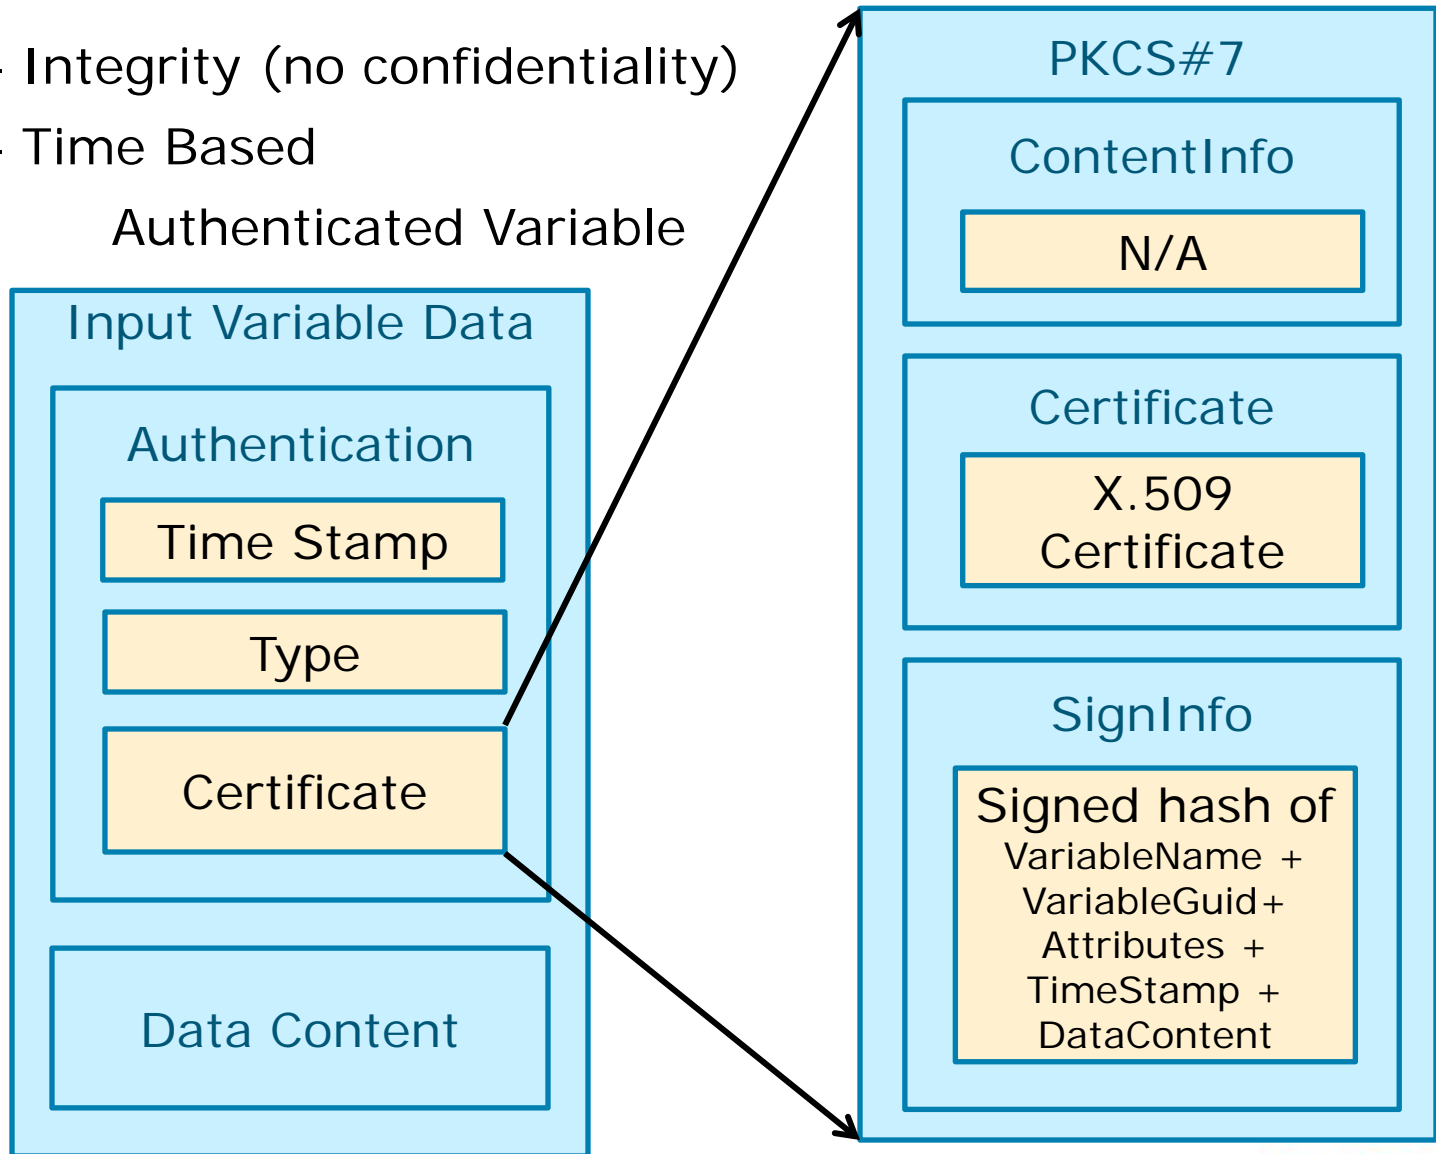 - Integrity (no confidentiality)
- Time Based
Authenticated Variable
Input Variable Data
Authentication
Time Stamp
Type
Certificate
Data Content
PKCS#7
ContentInfo
N/A
Certificate
X.509
Certificate
SignInfo
Signed hash of
VariableName +
VariableGuid+
Attributes +
TimeStamp +
DataContent